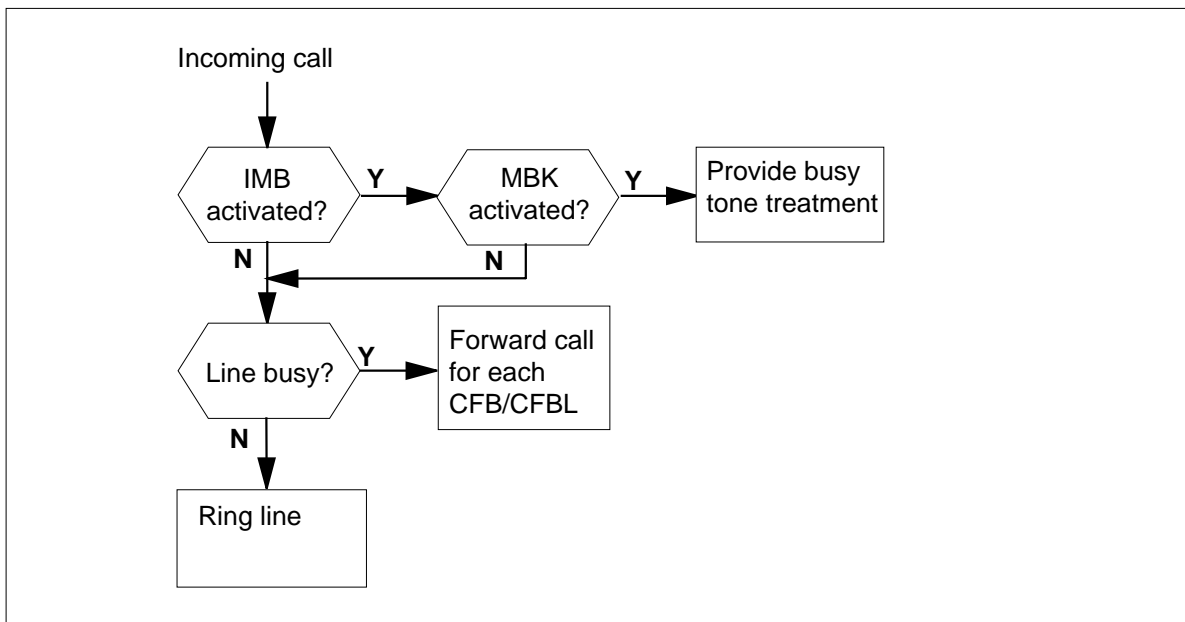 Incoming call
IMB
activated?
Y
MBK
activated?
Y
Provide busy
tone treatment
N
N
Line busy?
Y
Forward call
for each
CFB/CFBL
N
Ring line